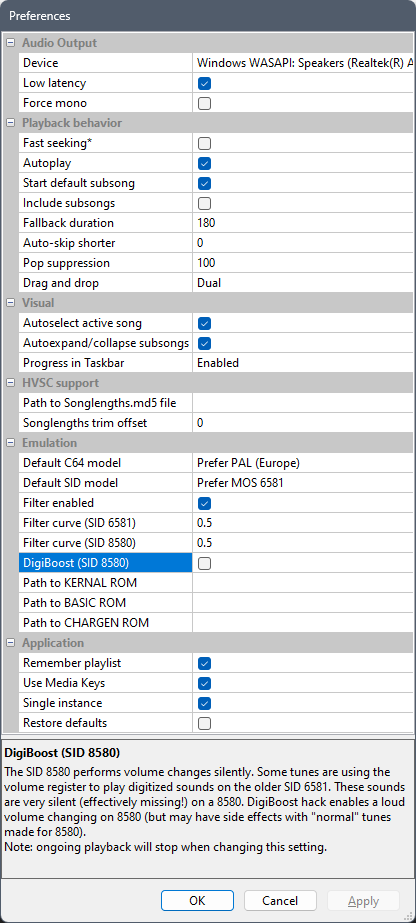 Preferences
Audio Output
Device Windows WASAPI: Speakers (Realtek(R) A
Low latency
Force mono
Playback behavior
Fast seeking*
Autoplay
Start default subsong
Include subsongs
Fallback duration 180
Auto-skip shorter 0
Pop suppression 100
Drag and drop Dual
Visual
Autoselect active song
Autoexpand/collapse subsongs
Progress in Taskbar Enabled
HVSC support
Path to Songlengths.md5 file
Songlengths trim offset 0
Emulation
Default C64 model Prefer PAL (Europe)
Default SID model Prefer MOS 6581
Filter enabled
Filter curve (SID 6581) 0.5
Filter curve (SID 8580) 0.5
DigiBoost (SID 8580)
Path to KERNAL ROM
Path to BASIC ROM
Path to CHARGEN ROM
Application
Remember playlist
Use Media Keys
Single instance
Restore defaults
DigiBoost (SID 8580)
The SID 8580 performs volume changes silently. Some tunes are using the
volume register to play digitized sounds on the older SID 6581. These sounds
are very silent (effectively missing!) on a 8580. DigiBoost hack enables a loud
volume changing on 8580 (but may have side effects with "normal" tunes
made for 8580).
Note: ongoing playback will stop when changing this setting.
OK Cancel Apply